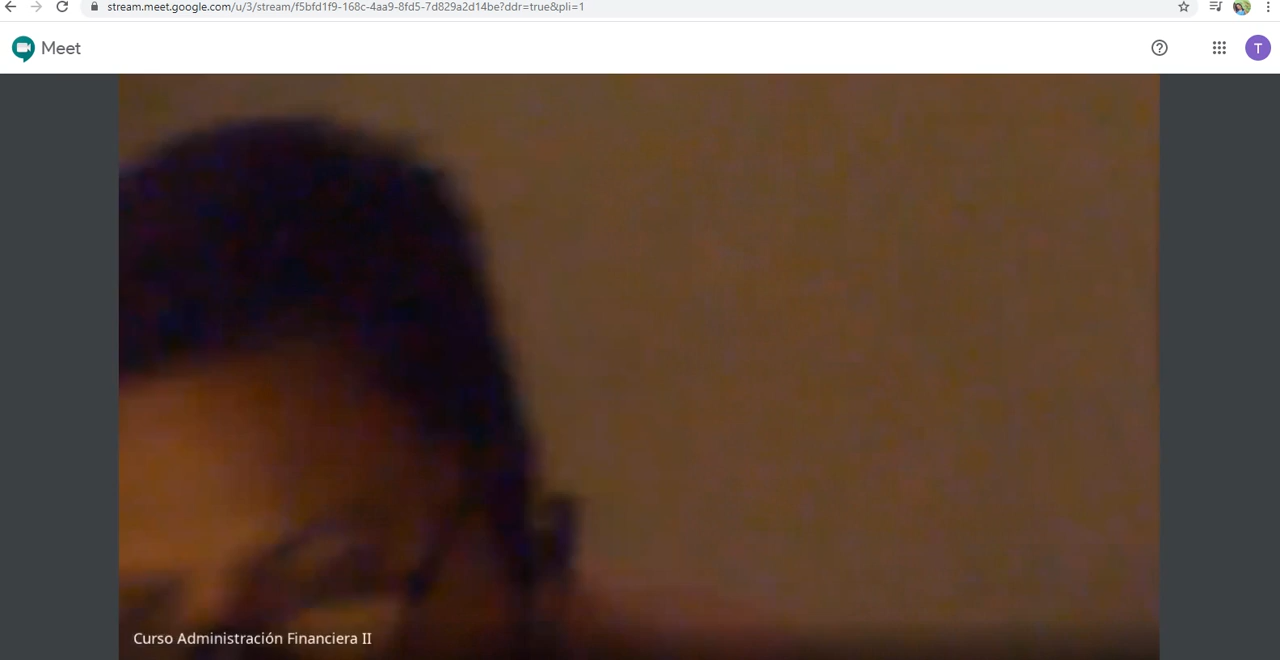 stream.meet.google.com/u/3/stream/f5bfd1f9-168c-4aa9-8fd5-7d829a2d14be?ddr=true&pli=1
Meet
T
Curso Administración Financiera II